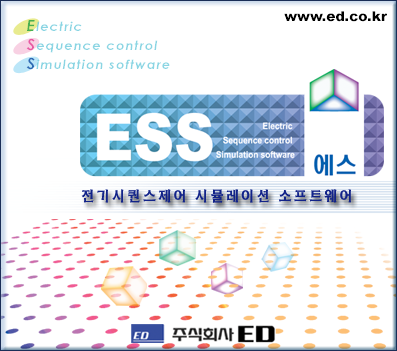 www.ed.co.kr
Electric
Sequence control
Simulation software
ESS
Electric
Sequence control
Simulation software
에스
전기시퀀스제어 시뮬레이션 소프트웨어
ED 주식회사 ED